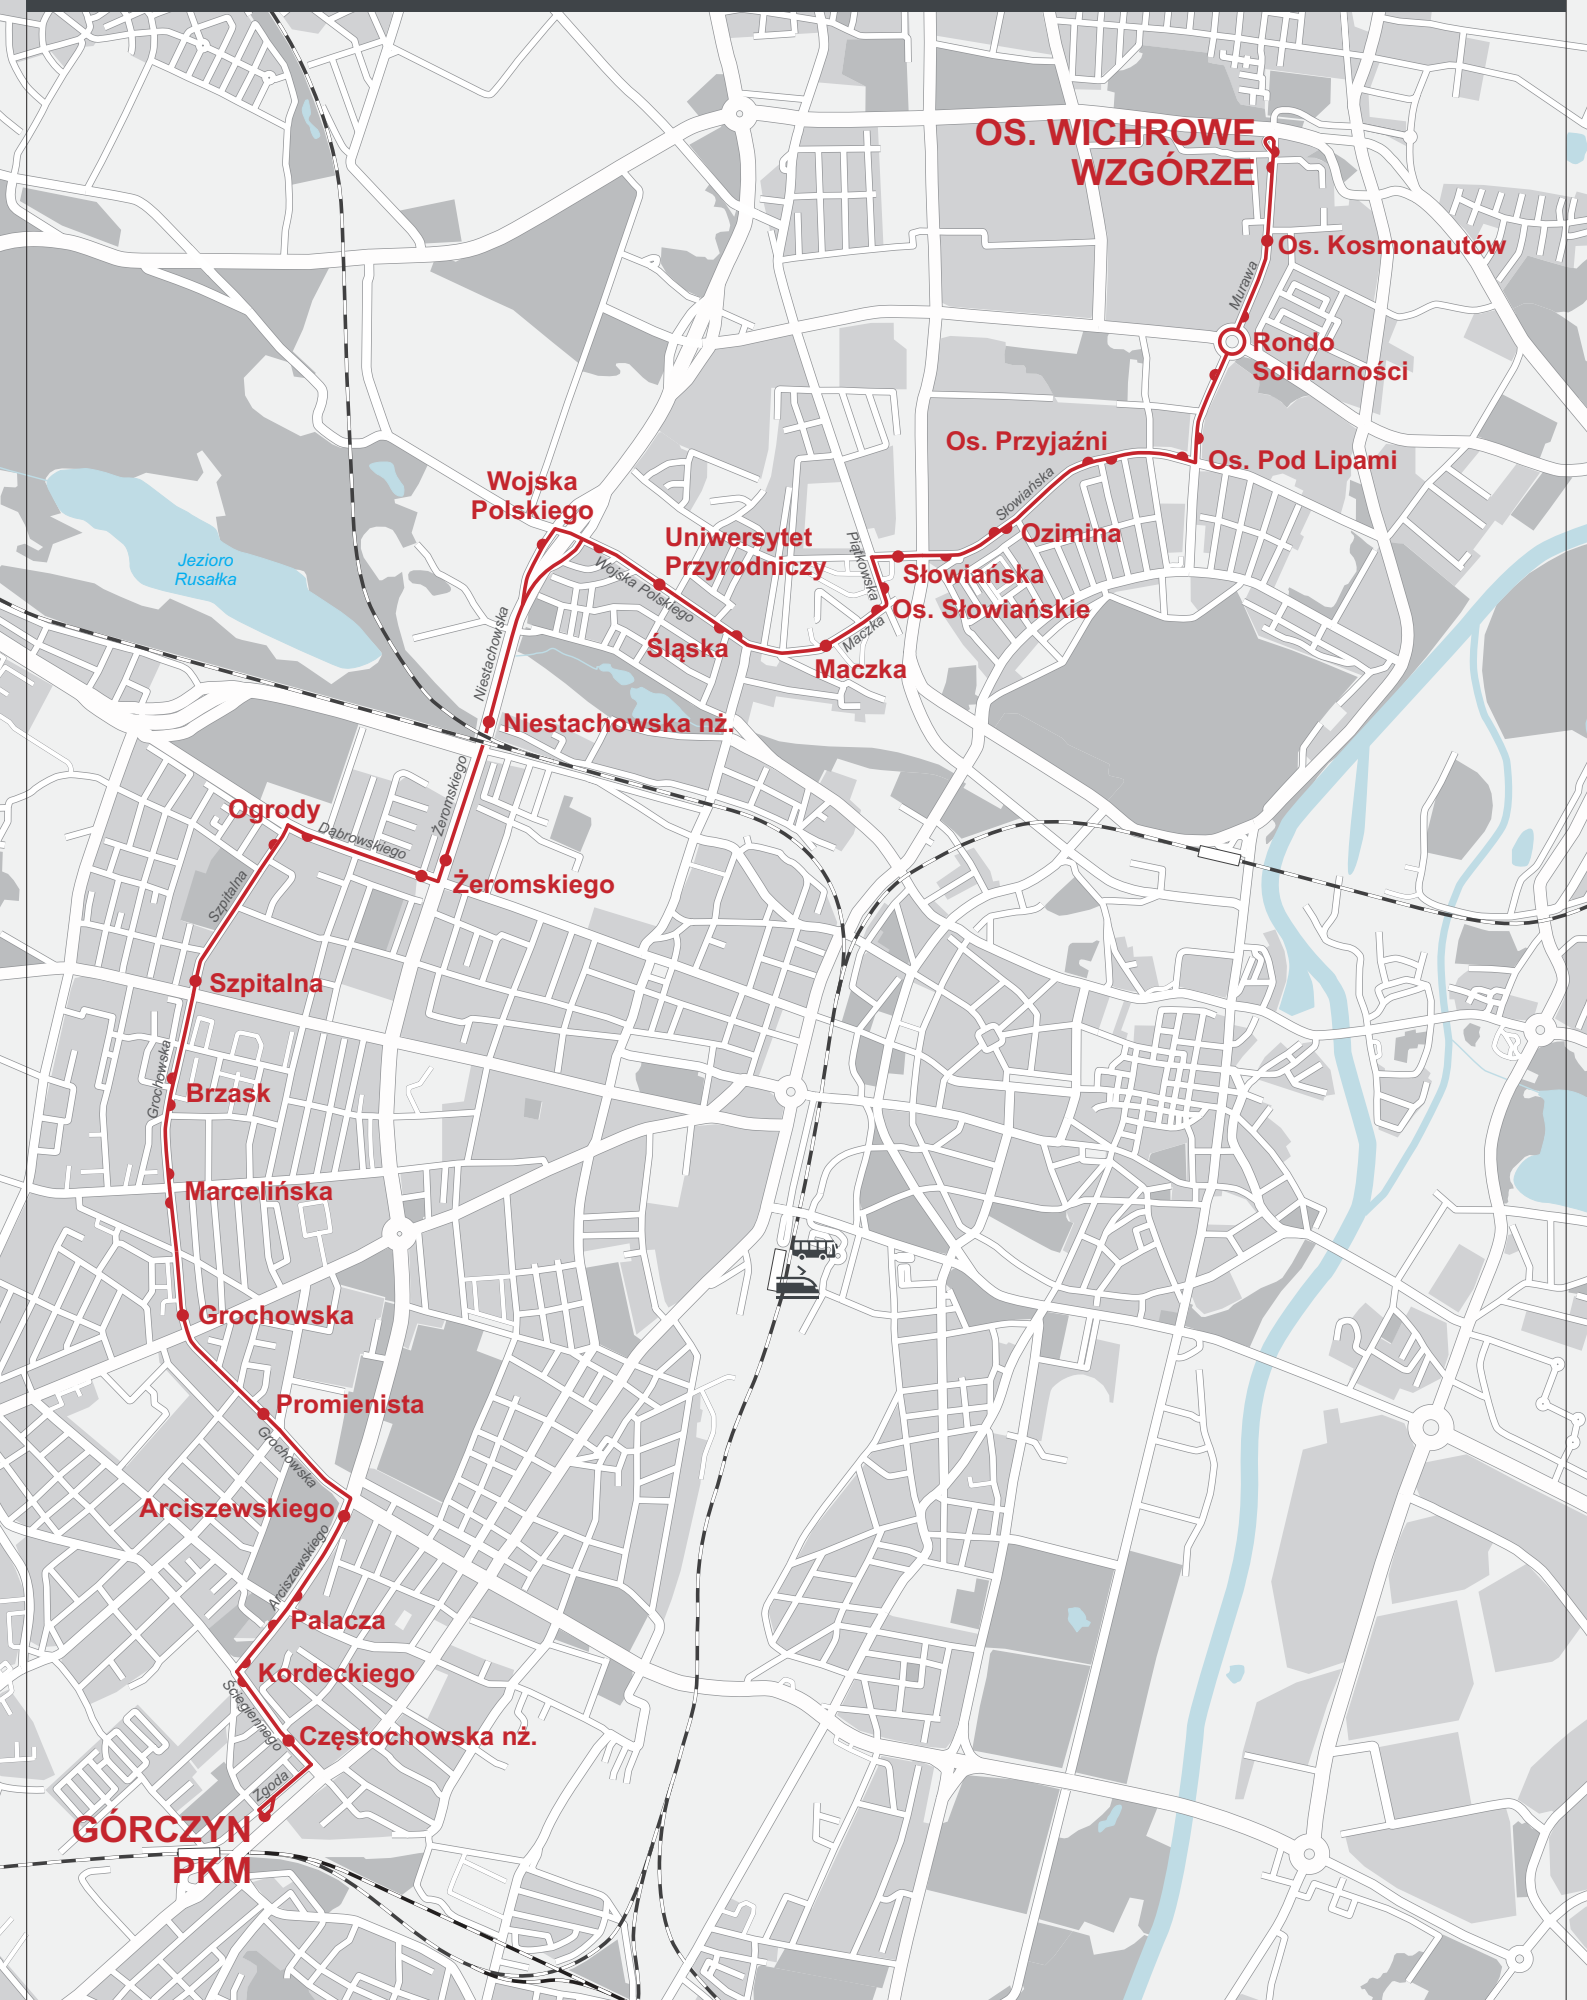 OS. WICHROWE
WZGÓRZE
Os. Kosmonautów
Murawa
Rondo
Solidarności
Os. Przyjaźni
Os. Pod Lipami
Słowiańska
Wojska
Polskiego
Uniwersytet
Przyrodniczy
Ozimina
Piątkowska
Słowiańska
Jezioro
Rusałka
Wojska Polskiego
Os. Słowiańskie
Niestachowska
Śląska
Maczka
Maczka
Niestachowska nż.
Żeromskiego
Ogrody
Dąbrowskiego
Żeromskiego
Szpitalna
Szpitalna
Grochowska
Brzask
Marcelińska
Grochowska
Promienista
Grochowska
Arciszewskiego
Arciszewskiego
Palacza
Kordeckiego
Ściegiennego
Częstochowska nż.
Zgoda
GÓRCZYN
PKM